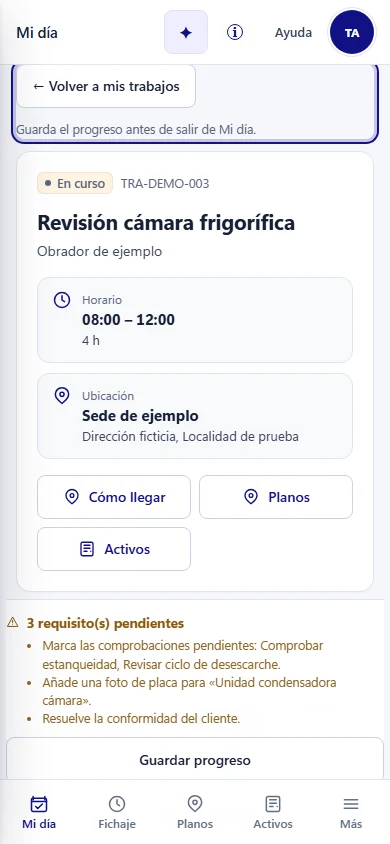 Mi día
Ayuda
TA
← Volver a mis trabajos
Guarda el progreso antes de salir de Mi día.
En curso TRA-DEMO-003
Revisión cámara frigorífica
Obrador de ejemplo
Horario
08:00 – 12:00
4 h
Ubicación
Sede de ejemplo
Dirección ficticia, Localidad de prueba
Cómo llegar
Planos
Activos
3 requisito(s) pendientes
• Marca las comprobaciones pendientes: Comprobar
estanqueidad, Revisar ciclo de desescarche.
• Añade una foto de placa para «Unidad condensadora
cámara».
• Resuelve la conformidad del cliente.
Guardar progreso
Mi día
Fichaje
Planos
Activos
Más